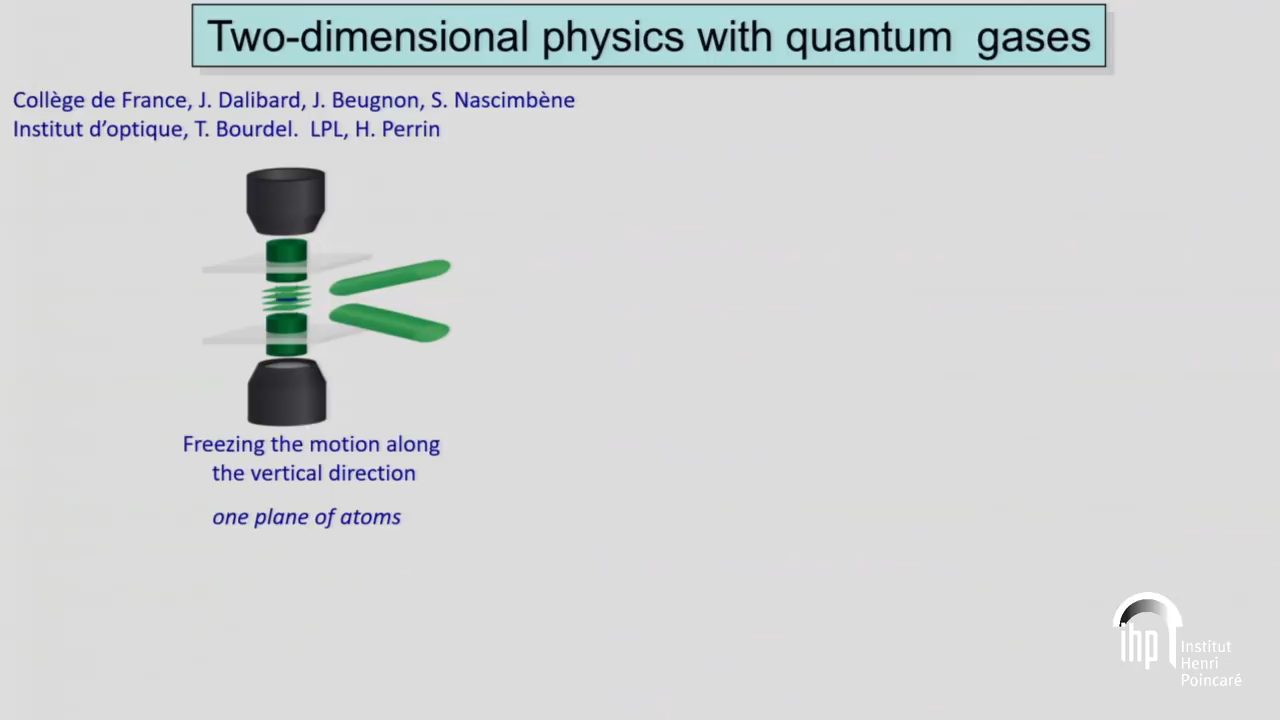 Two-dimensional physics with quantum gases
Collège de France, J. Dalibard, J. Beugnon, S. Nascimbène
Institut d’optique, T. Bourdel. LPL, H. Perrin
Freezing the motion along
the vertical direction
one plane of atoms
ihp
Institut
Henri
Poincaré